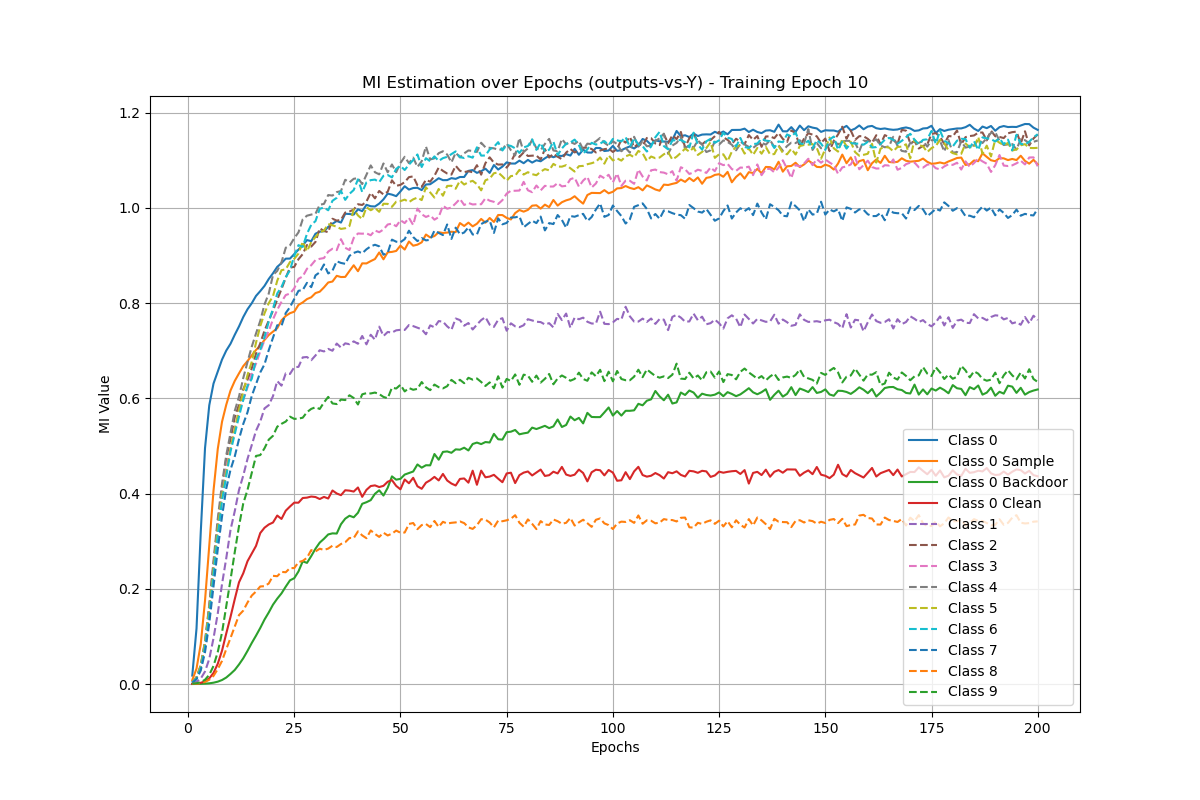 MI Estimation over Epochs (outputs-vs-Y) - Training Epoch 10
1.2
1.0
0.8
0.6
0.4
0.2
0.0
MI Value
0 25 50 75 100 125 150 175 200
Epochs
Class 0
Class 0 Sample
Class 0 Backdoor
Class 0 Clean
Class 1
Class 2
Class 3
Class 4
Class 5
Class 6
Class 7
Class 8
Class 9